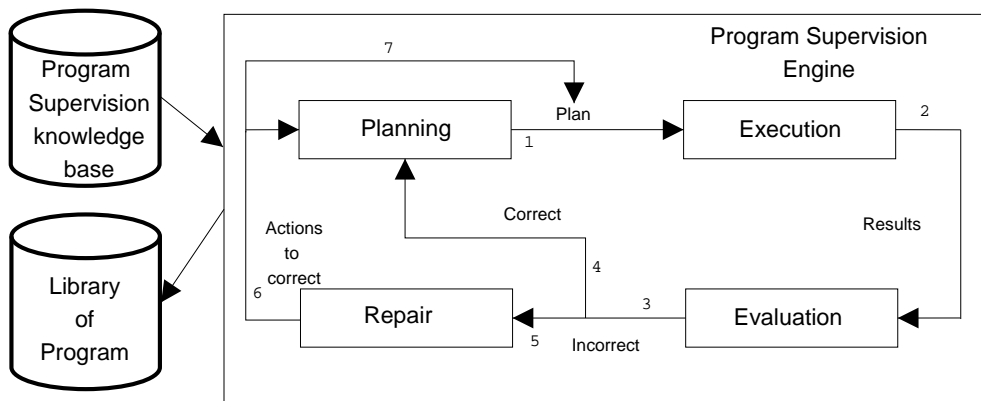 Program
Supervision
knowledge
base
Library
of
Program
Program Supervision
Engine
7
Planning
Plan
1
Execution
2
Correct
Results
Actions
to
correct
4
6
Repair
5
3
Incorrect
Evaluation